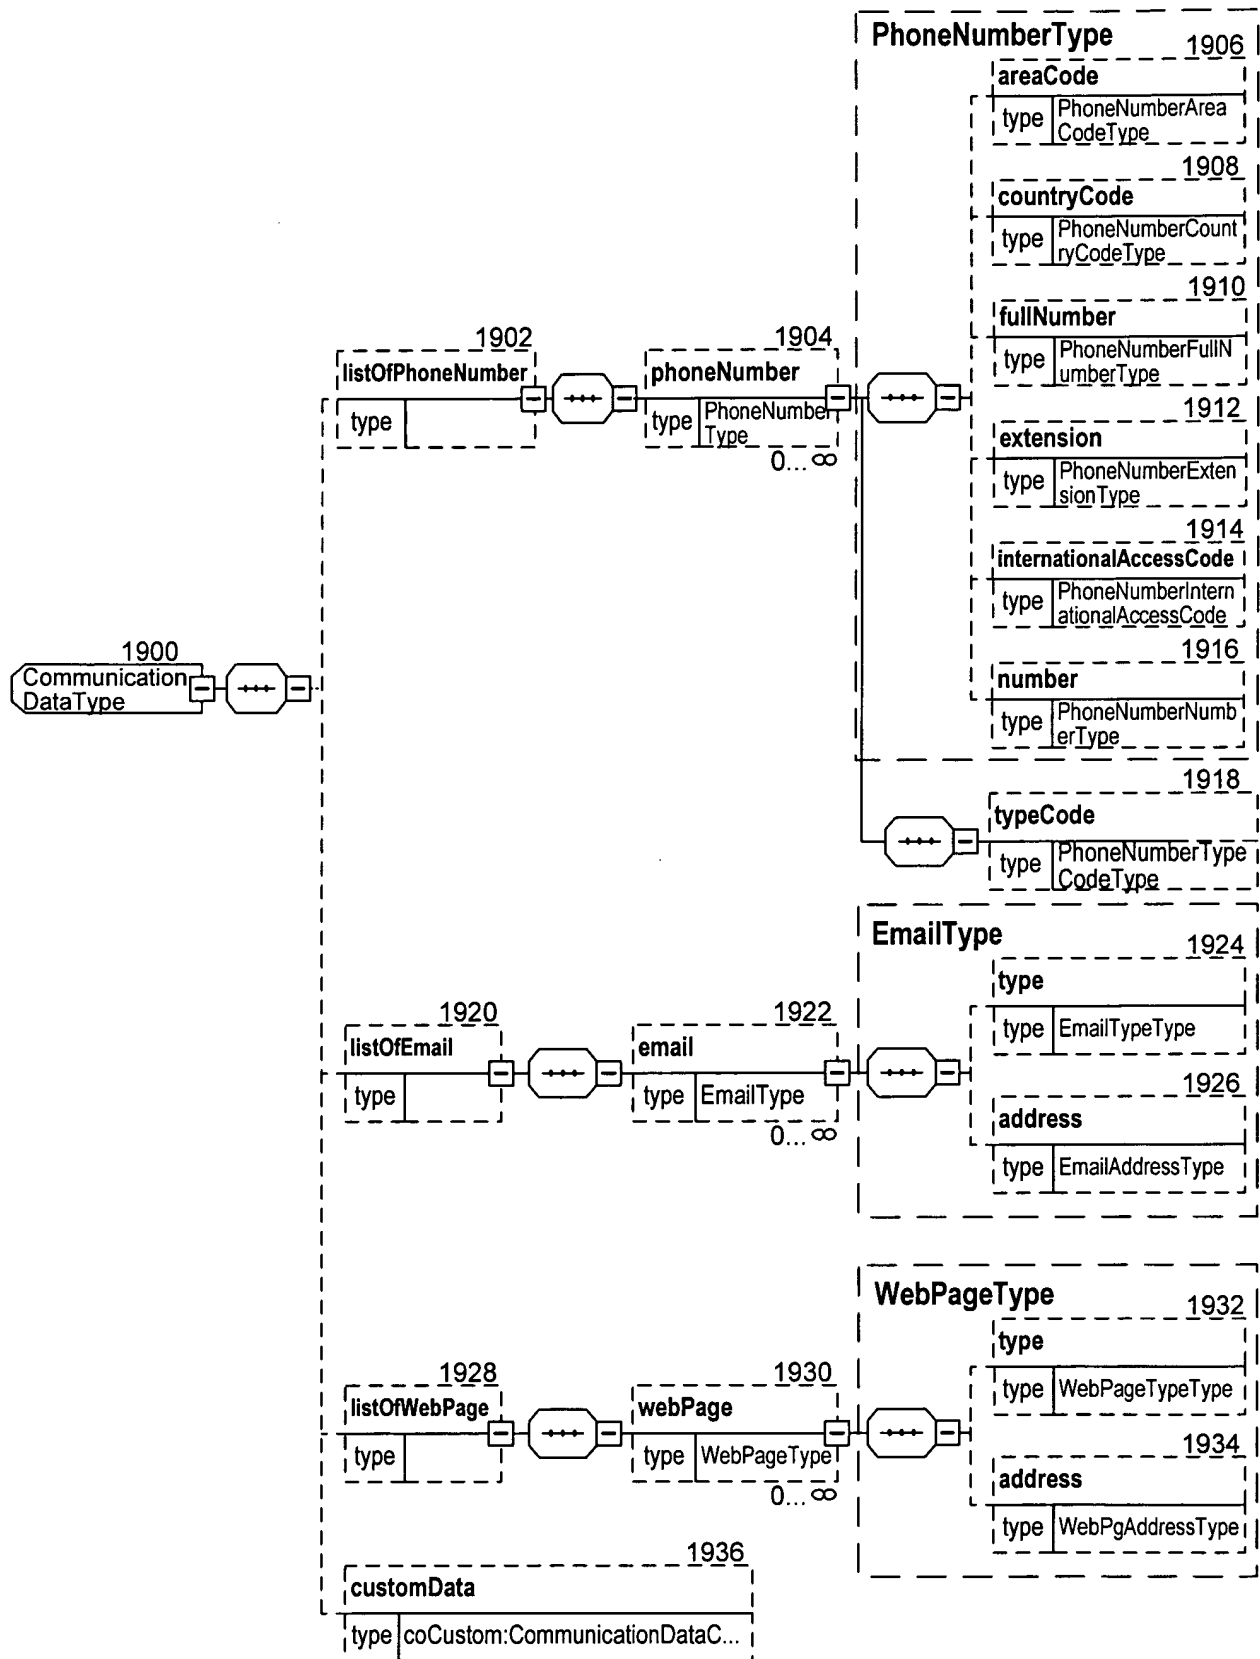 PhoneNumberType
1906
areaCode
type
PhoneNumberArea
CodeType
1908
countryCode
type
PhoneNumberCount
ryCodeType
1910
fullNumber
type
PhoneNumberFullN
umberType
1912
extension
type
PhoneNumberExten
sionType
1914
internationalAccessCode
type
PhoneNumberIntern
ationalAccessCode
1916
number
type
PhoneNumberNumb
erType
1902
listOfPhoneNumber
type
1904
phoneNumber
type
PhoneNumber
Type
0... ∞
1918
typeCode
type
PhoneNumberType
CodeType
1900
Communication
DataType
EmailType
1924
type
type
EmailTypeType
1926
address
type
EmailAddressType
1920
listOfEmail
type
1922
email
type
EmailType
0... ∞
WebPageType
1932
type
type
WebPageTypeType
1934
address
type
WebPgAddressType
1928
listOfWebPage
type
1930
webPage
type
WebPageType
0... ∞
1936
customData
type
coCustom:CommunicationDataC...